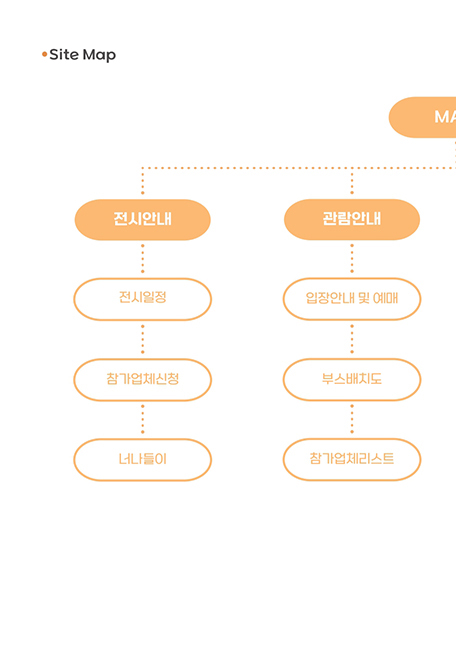 •Site Map
MA
전시안내
관람안내
전시일정
입장안내 및 예매
참가업체신청
부스배치도
너나들이
참가업체리스트